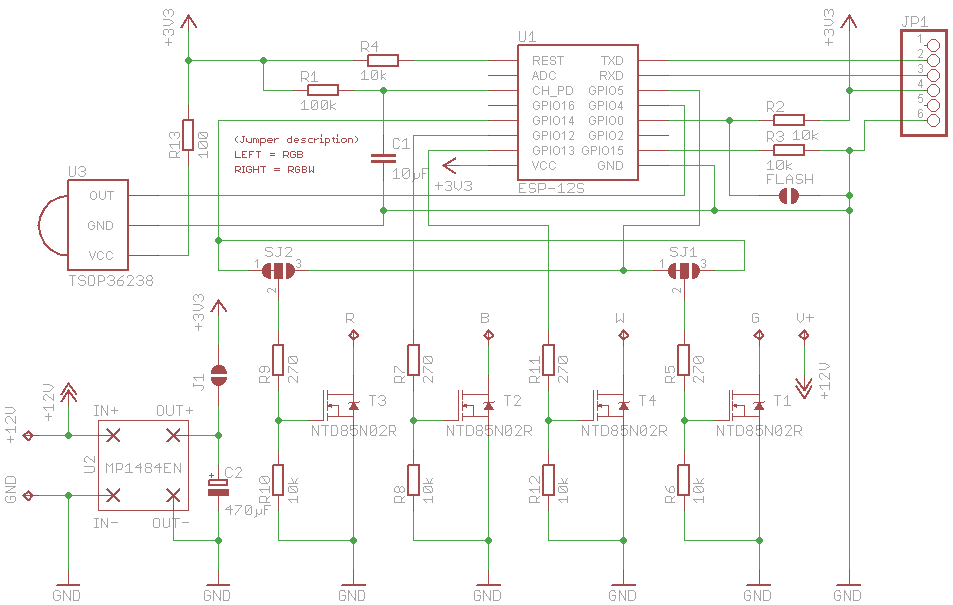 +3V3
R4
10k
R1
100k
R13
100
(Jumper description)
LEFT = RGB
RIGHT = RGBW
C1
10µF
+3V3
U1
REST
ADC
CH_PD
GPIO16
GPIO14
GPIO12
GPIO13
VCC
TXD
RXD
GPIO5
GPIO4
GPIO0
GPIO2
GPIO15
GND
ESP-12S
+3V3
JP1
1
2
3
4
5
6
R2
10k
R3
10k
FLASH
U3
OUT
GND
VCC
TSOP36238
SJ2
1
3
2
SJ1
1
3
2
+3V3
J1
R
B
W
G
V+
+12V
R9
270
R7
270
R11
270
R5
270
T3
NTD85N02R
T2
NTD85N02R
T4
NTD85N02R
T1
NTD85N02R
+12V
+12V
GND
IN+
OUT+
U2
MP1484EN
IN-
OUT-
+
C2
470µF
R10
10k
R8
10k
R12
10k
R6
10k
GND
GND
GND
GND
GND
GND
GND